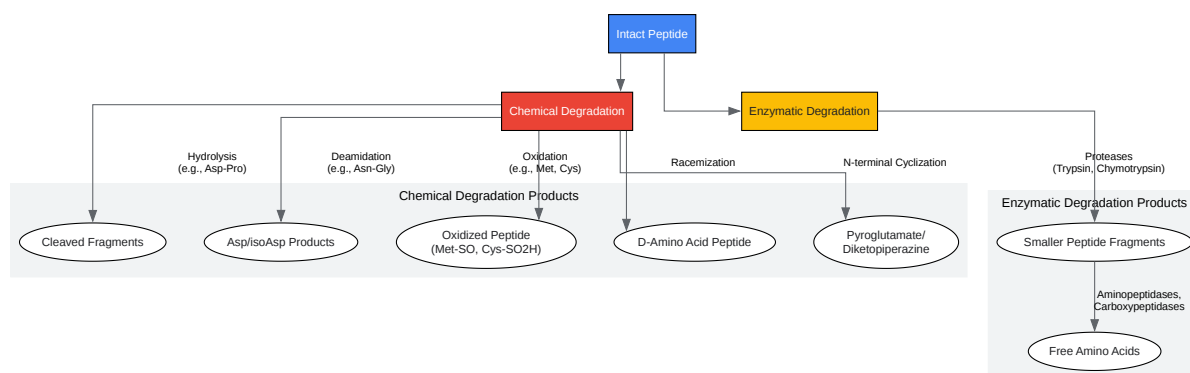 Intact Peptide
Chemical Degradation
Enzymatic Degradation
Hydrolysis
(e.g., Asp-Pro)
Deamidation
(e.g., Asn-Gly)
Oxidation
(e.g., Met, Cys)
Racemization
N-terminal Cyclization
Proteases
(Trypsin, Chymotrypsin)
Chemical Degradation Products
Enzymatic Degradation Products
Cleaved Fragments
Asp/isoAsp Products
Oxidized Peptide
(Met-SO, Cys-SO2H)
D-Amino Acid Peptide
Pyroglutamate/
Diketopiperazine
Smaller Peptide Fragments
Aminopeptidases,
Carboxypeptidases
Free Amino Acids